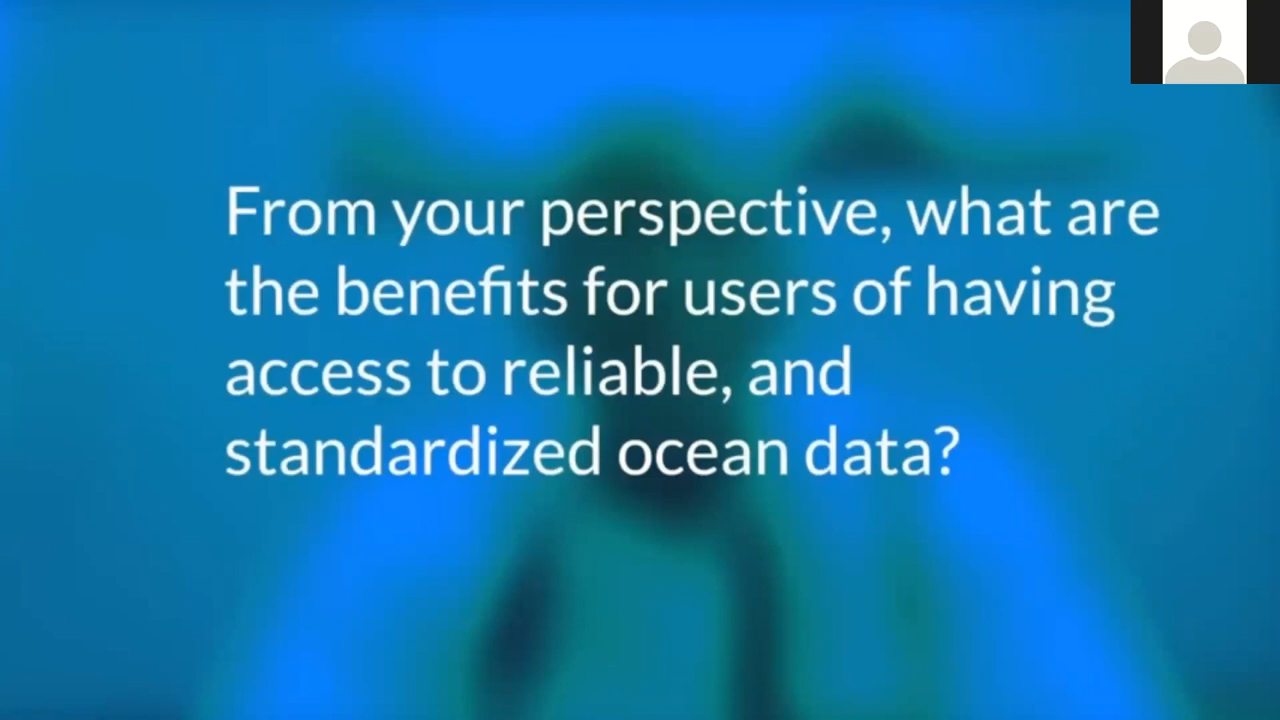 From your perspective, what are
the benefits for users of having
access to reliable, and
standardized ocean data?